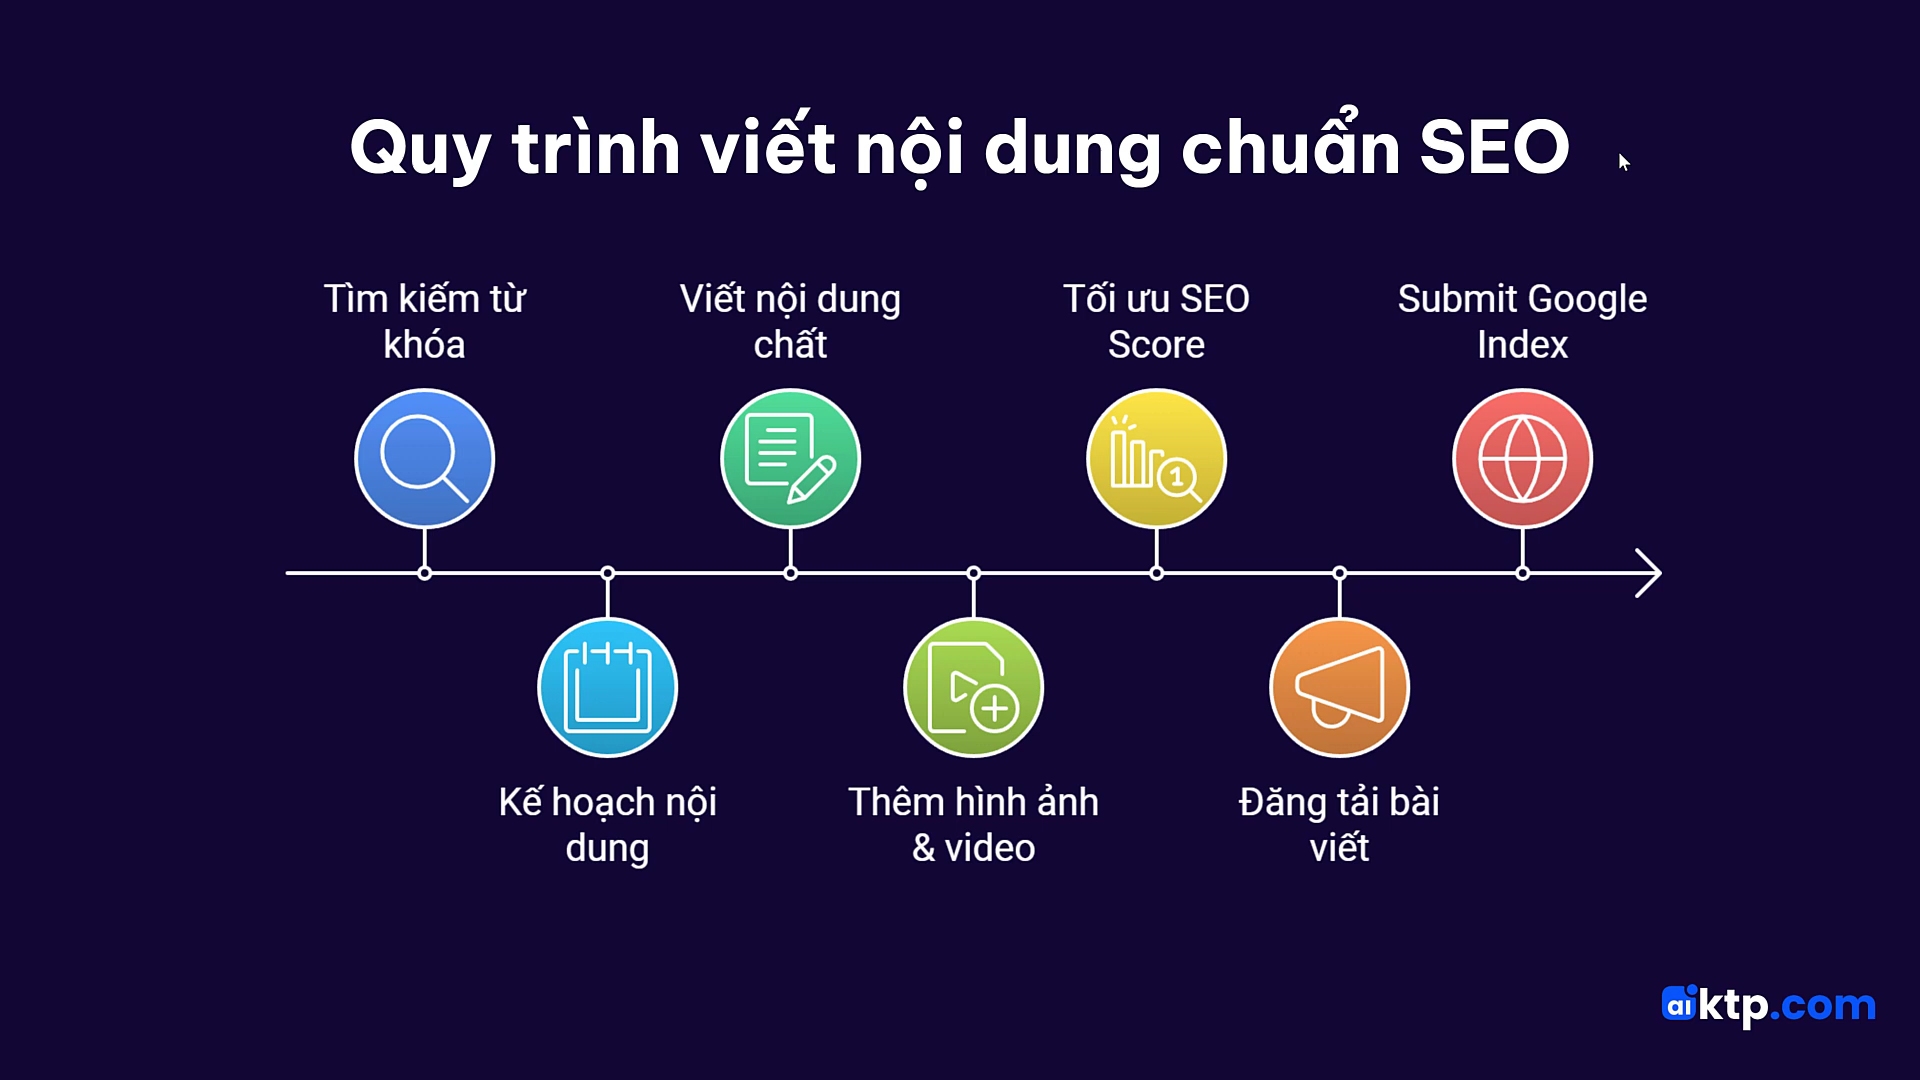 Quy trình viết nội dung chuẩn SEO
Tìm kiếm từ
khóa
Kế hoạch nội
dung
Viết nội dung
chất
Thêm hình ảnh
& video
Tối ưu SEO
Score
1
Đăng tải bài
viết
Submit Google
Index
aiktp.com